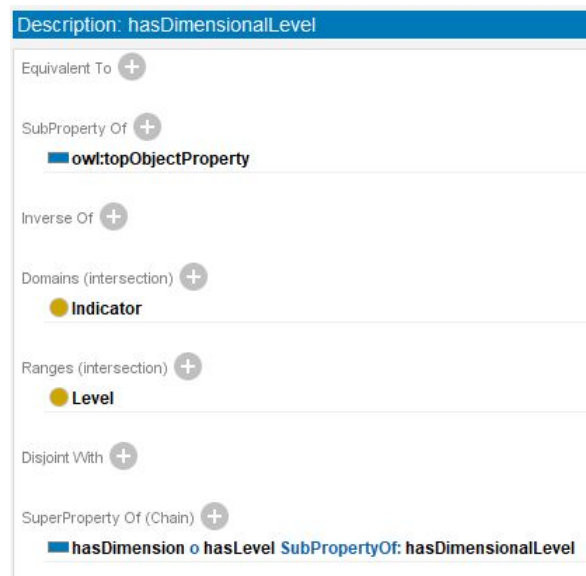 Description: hasDimensionalLevel
Equivalent To
SubProperty Of
owl:topObjectProperty
Inverse Of
Domains (intersection)
Indicator
Ranges (intersection)
Level
Disjoint With
SuperProperty Of (Chain)
hasDimension o hasLevel SubPropertyOf: hasDimensionalLevel